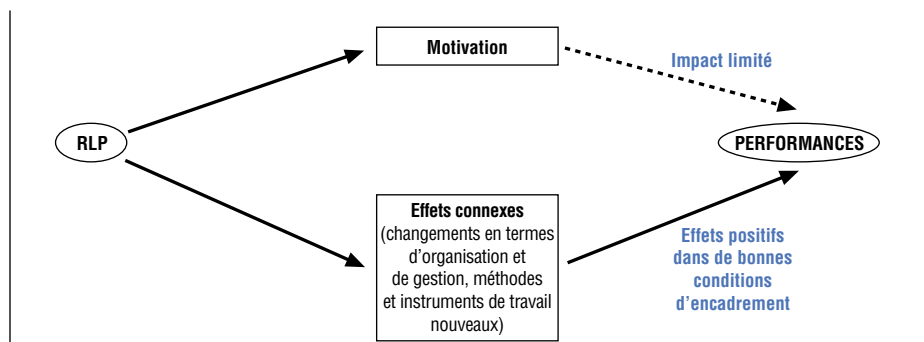 Motivation
Impact limité
RLP
PERFORMANCES
Effets connexes
(changements en termes
d'organisation et
de gestion, méthodes
et instruments de travail
nouveaux)
Effets positifs
dans de bonnes
conditions
d'encadrement